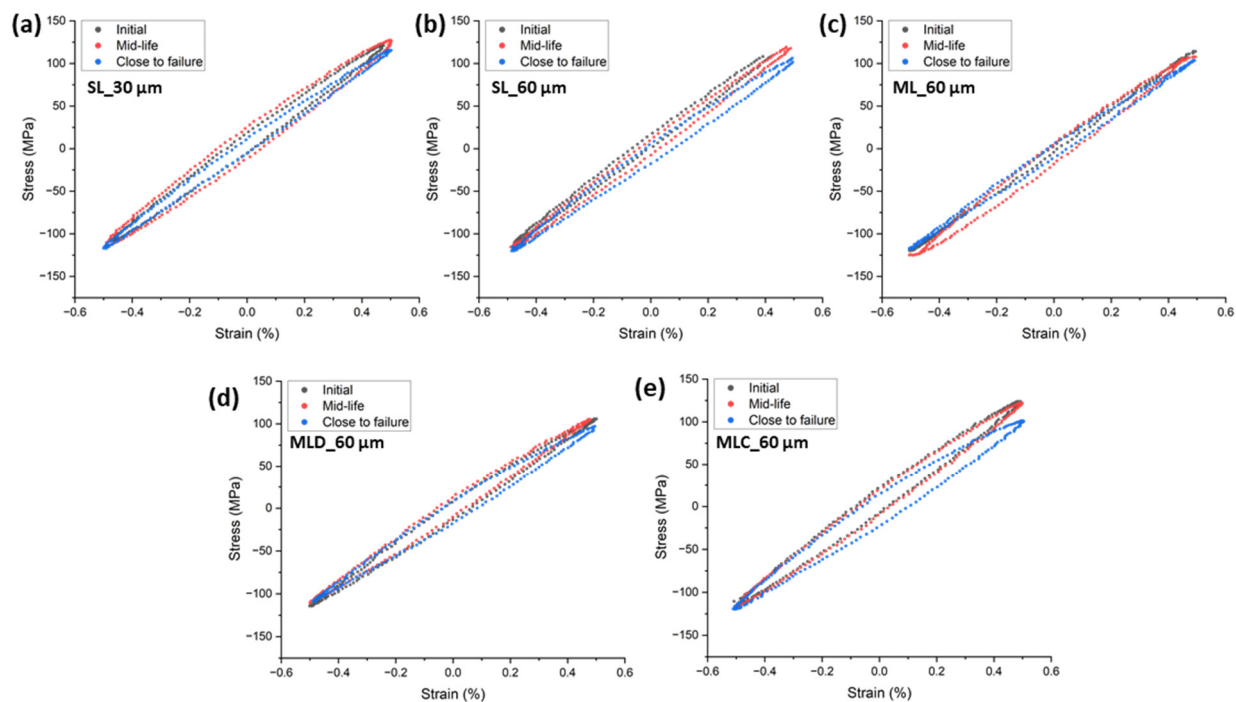 (a)
Initial
Mid-life
Close to failure
SL_30 μm
150
100
50
0
−50
−100
−150
Stress (MPa)
−0.6 −0.4 −0.2 0.0 0.2 0.4 0.6
Strain (%)
(b)
Initial
Mid-life
Close to failure
SL_60 μm
150
100
50
0
−50
−100
−150
Stress (MPa)
−0.6 −0.4 −0.2 0.0 0.2 0.4 0.6
Strain (%)
(c)
Initial
Mid-life
Close to failure
ML_60 μm
150
100
50
0
−50
−100
−150
Stress (MPa)
−0.6 −0.4 −0.2 0.0 0.2 0.4 0.6
Strain (%)
(d)
Initial
Mid-life
Close to failure
MLD_60 μm
150
100
50
0
−50
−100
−150
Stress (MPa)
−0.6 −0.4 −0.2 0.0 0.2 0.4 0.6
Strain (%)
(e)
Initial
Mid-life
Close to failure
MLC_60 μm
150
100
50
0
−50
−100
−150
Stress (MPa)
−0.6 −0.4 −0.2 0.0 0.2 0.4 0.6
Strain (%)